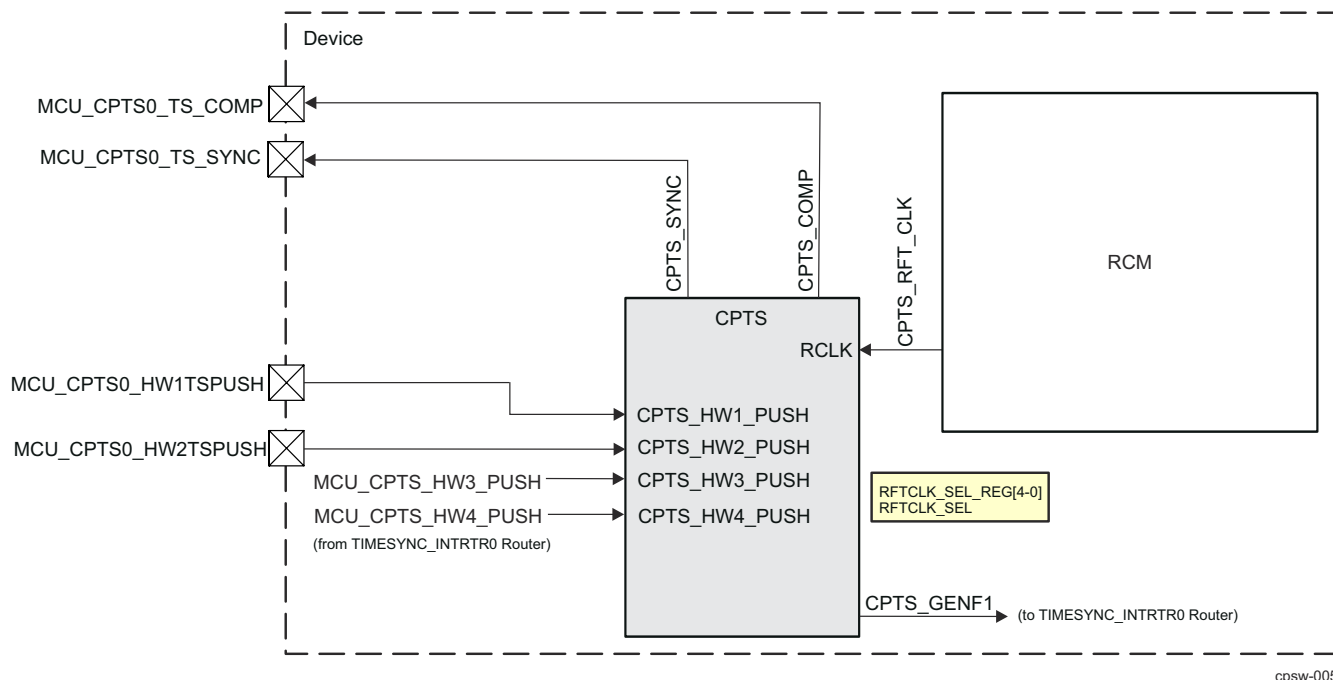 Device
MCU_CPTS0_TS_COMP
MCU_CPTS0_TS_SYNC
CPTS_SYNC
CPTS_COMP
CPTS_RFT_CLK
RCM
CPTS
RCLK
MCU_CPTS0_HW1TSPUSH
CPTS_HW1_PUSH
MCU_CPTS0_HW2TSPUSH
CPTS_HW2_PUSH
MCU_CPTS_HW3_PUSH
CPTS_HW3_PUSH
MCU_CPTS_HW4_PUSH
CPTS_HW4_PUSH
(from TIMESYNC_INTRTR0 Router)
RFTCLK_SEL_REG[4-0]
RFTCLK_SEL
CPTS_GENF1
(to TIMESYNC_INTRTR0 Router)